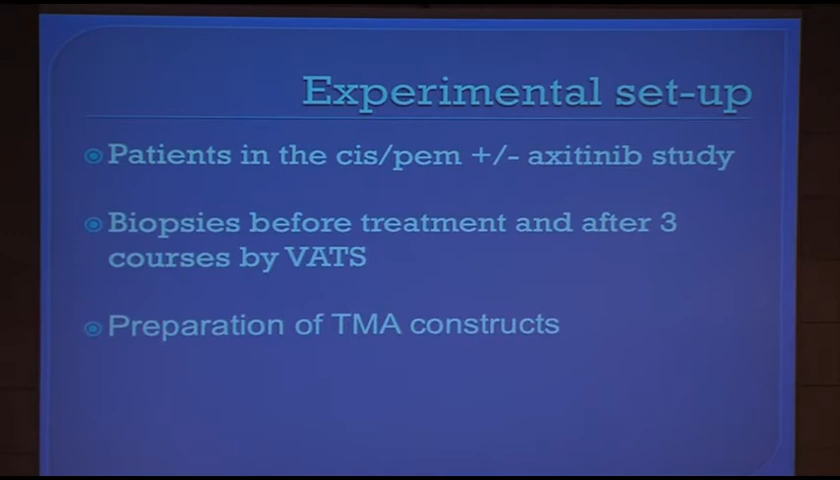 Experimental set-up
Patients in the cis/pem +/- axitinib study
Biopsies before treatment and after 3
courses by VATS
Preparation of TMA constructs